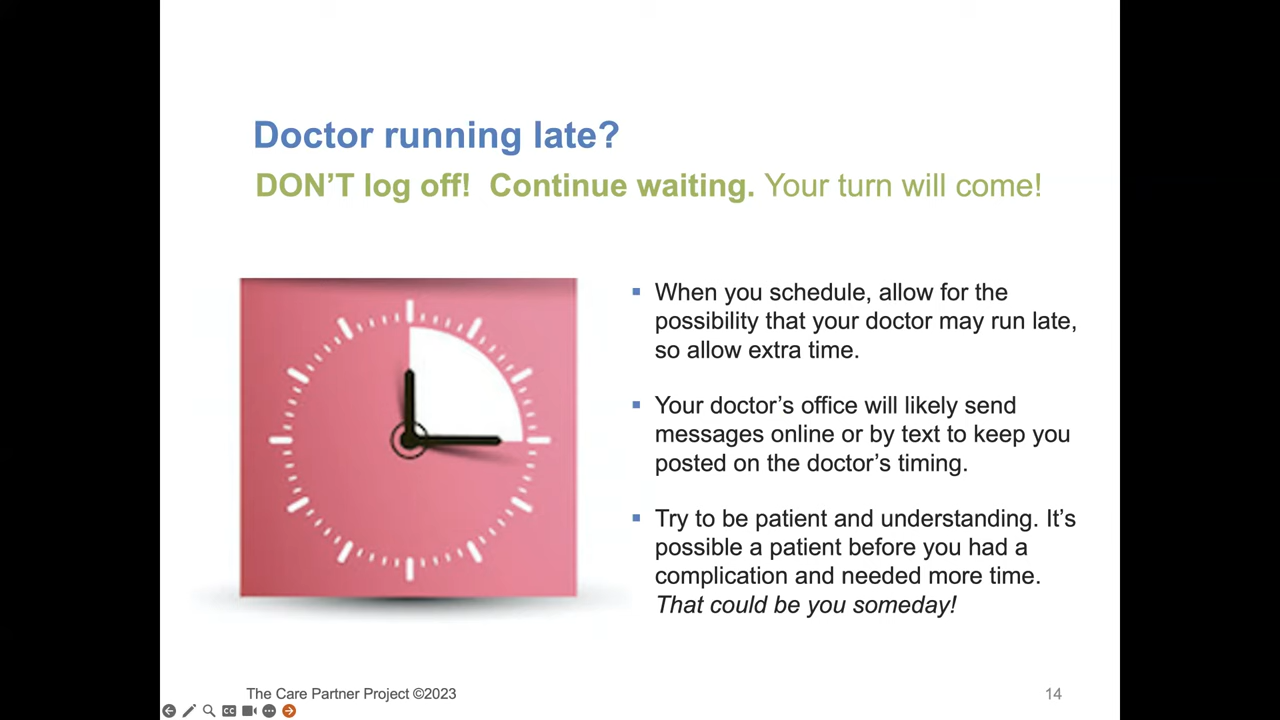 Doctor running late?
DON’T log off!  Continue waiting. Your turn will come!
When you schedule, allow for the
possibility that your doctor may run late,
so allow extra time.
Your doctor’s office will likely send
messages online or by text to keep you
posted on the doctor’s timing.
Try to be patient and understanding. It’s
possible a patient before you had a
complication and needed more time.
That could be you someday!
The Care Partner Project ©2023
14
CC